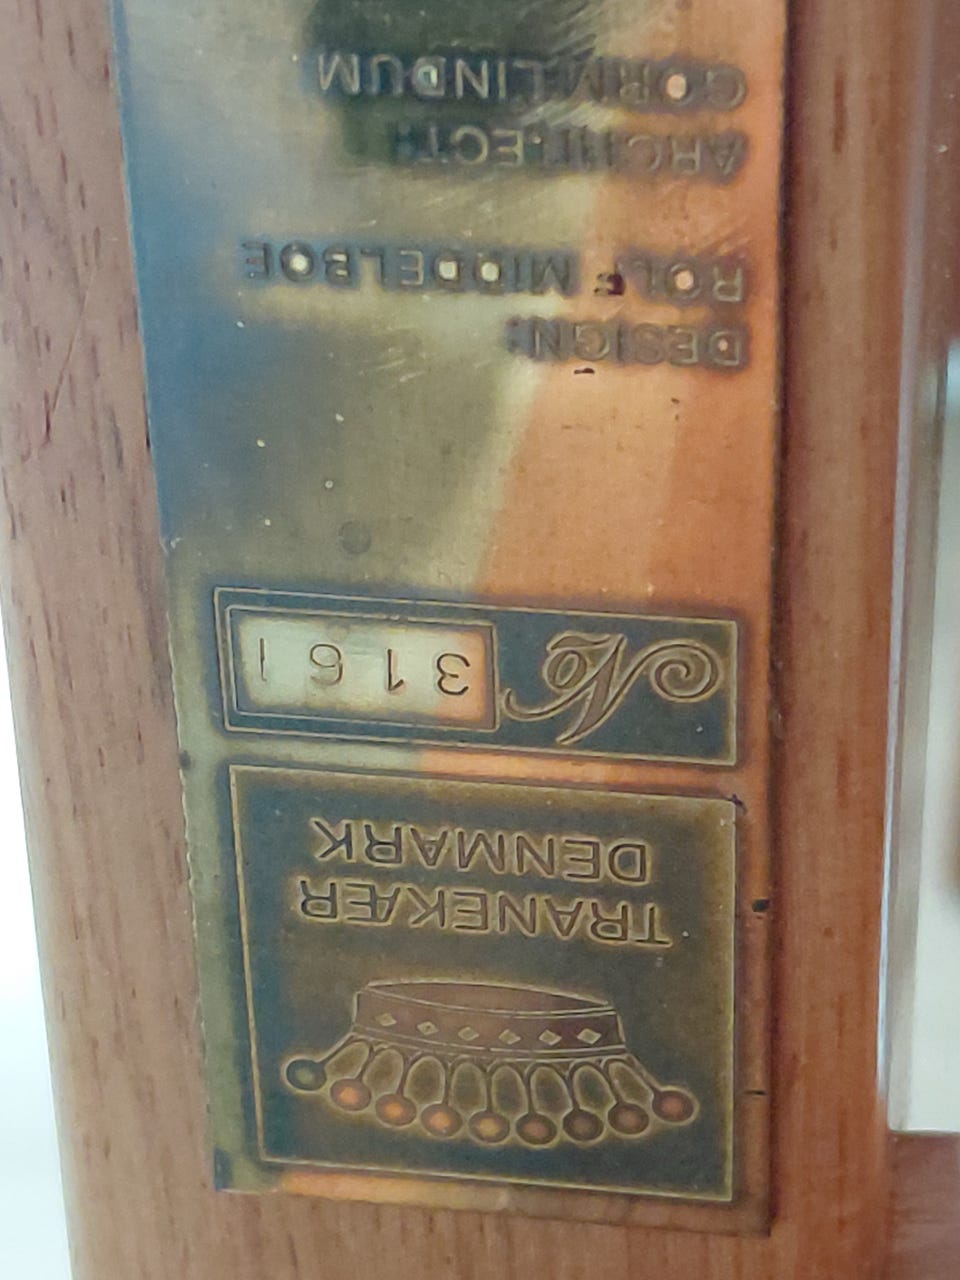 TRANEKÆR
DENMARK
No 3161
DESIGN:
ROLF MIDDELBOE
ARCHITECT:
GORM LINDUM